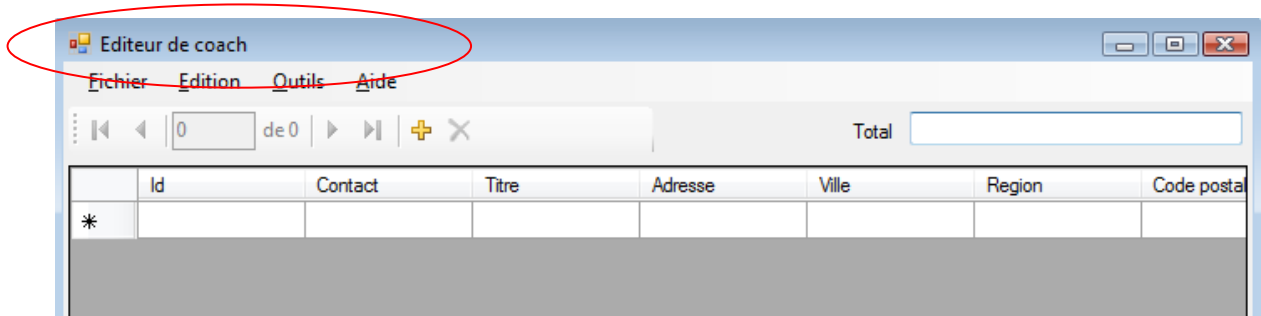 Editeur de coach
Fichier Edition Outils Aide
0 de 0 Total
Id Contact Titre Adresse Ville Region Code postal